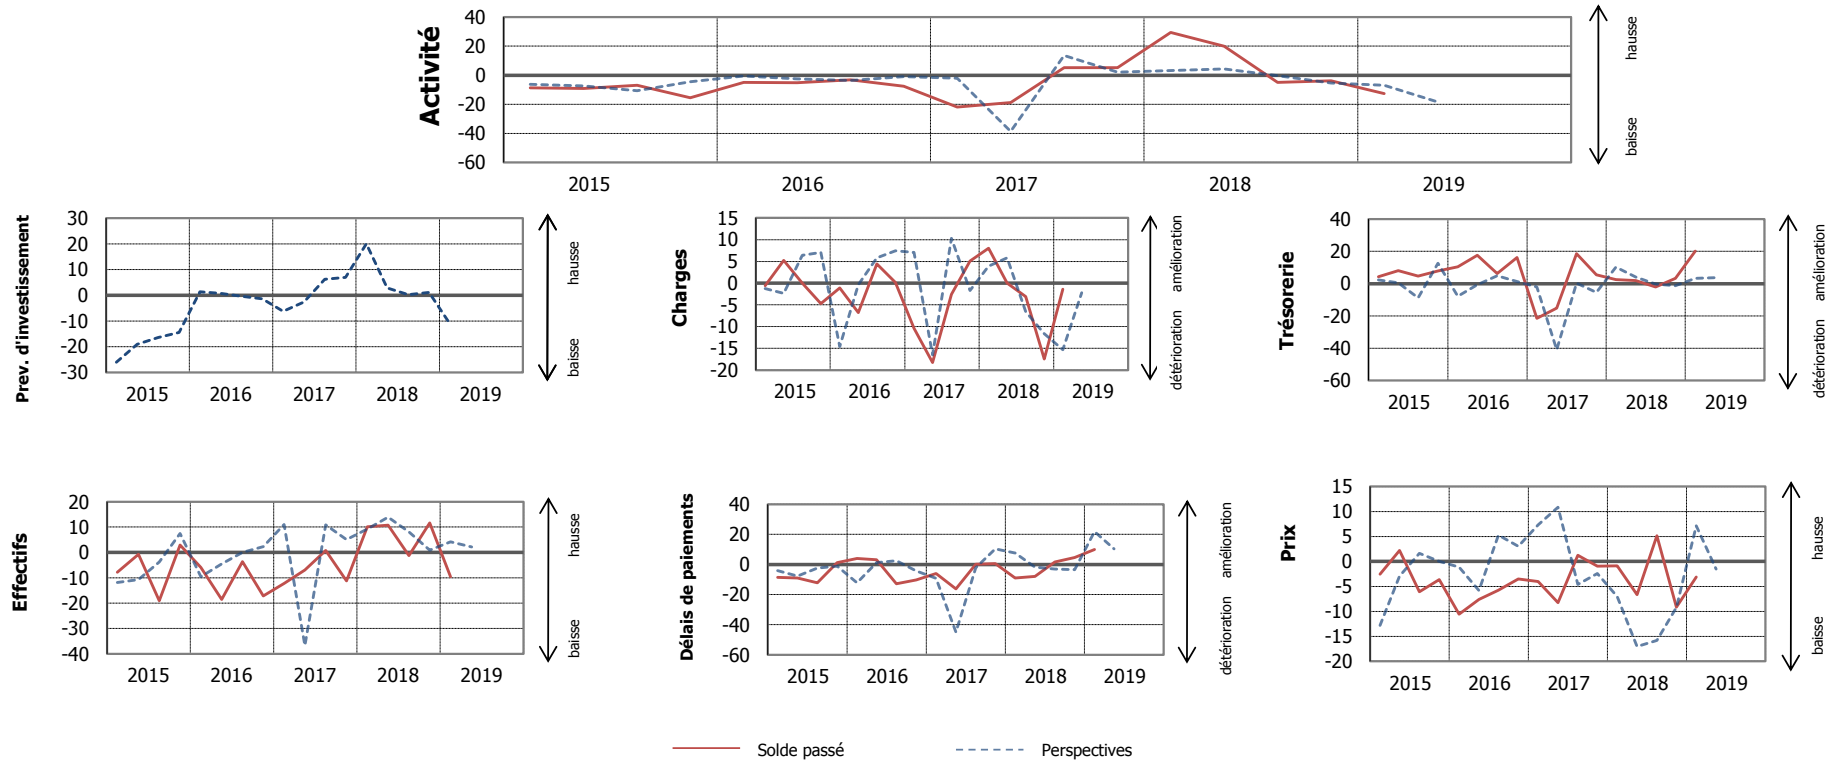 Activité
40
20
0
-20
-40
-60
2015 2016 2017 2018 2019
hausse
baisse
Prev. d'investissement
30
20
10
0
-10
-20
-30
2015 2016 2017 2018 2019
hausse
baisse
Charges
15
10
5
0
-5
-10
-15
-20
2015 2016 2017 2018 2019
amélioration
détérioration
Trésorerie
40
20
0
-20
-40
-60
2015 2016 2017 2018 2019
amélioration
détérioration
Effectifs
20
10
0
-10
-20
-30
-40
2015 2016 2017 2018 2019
hausse
baisse
Délais de paiements
40
20
0
-20
-40
-60
2015 2016 2017 2018 2019
amélioration
détérioration
Prix
15
10
5
0
-5
-10
-15
-20
2015 2016 2017 2018 2019
hausse
baisse
Solde passé Perspectives